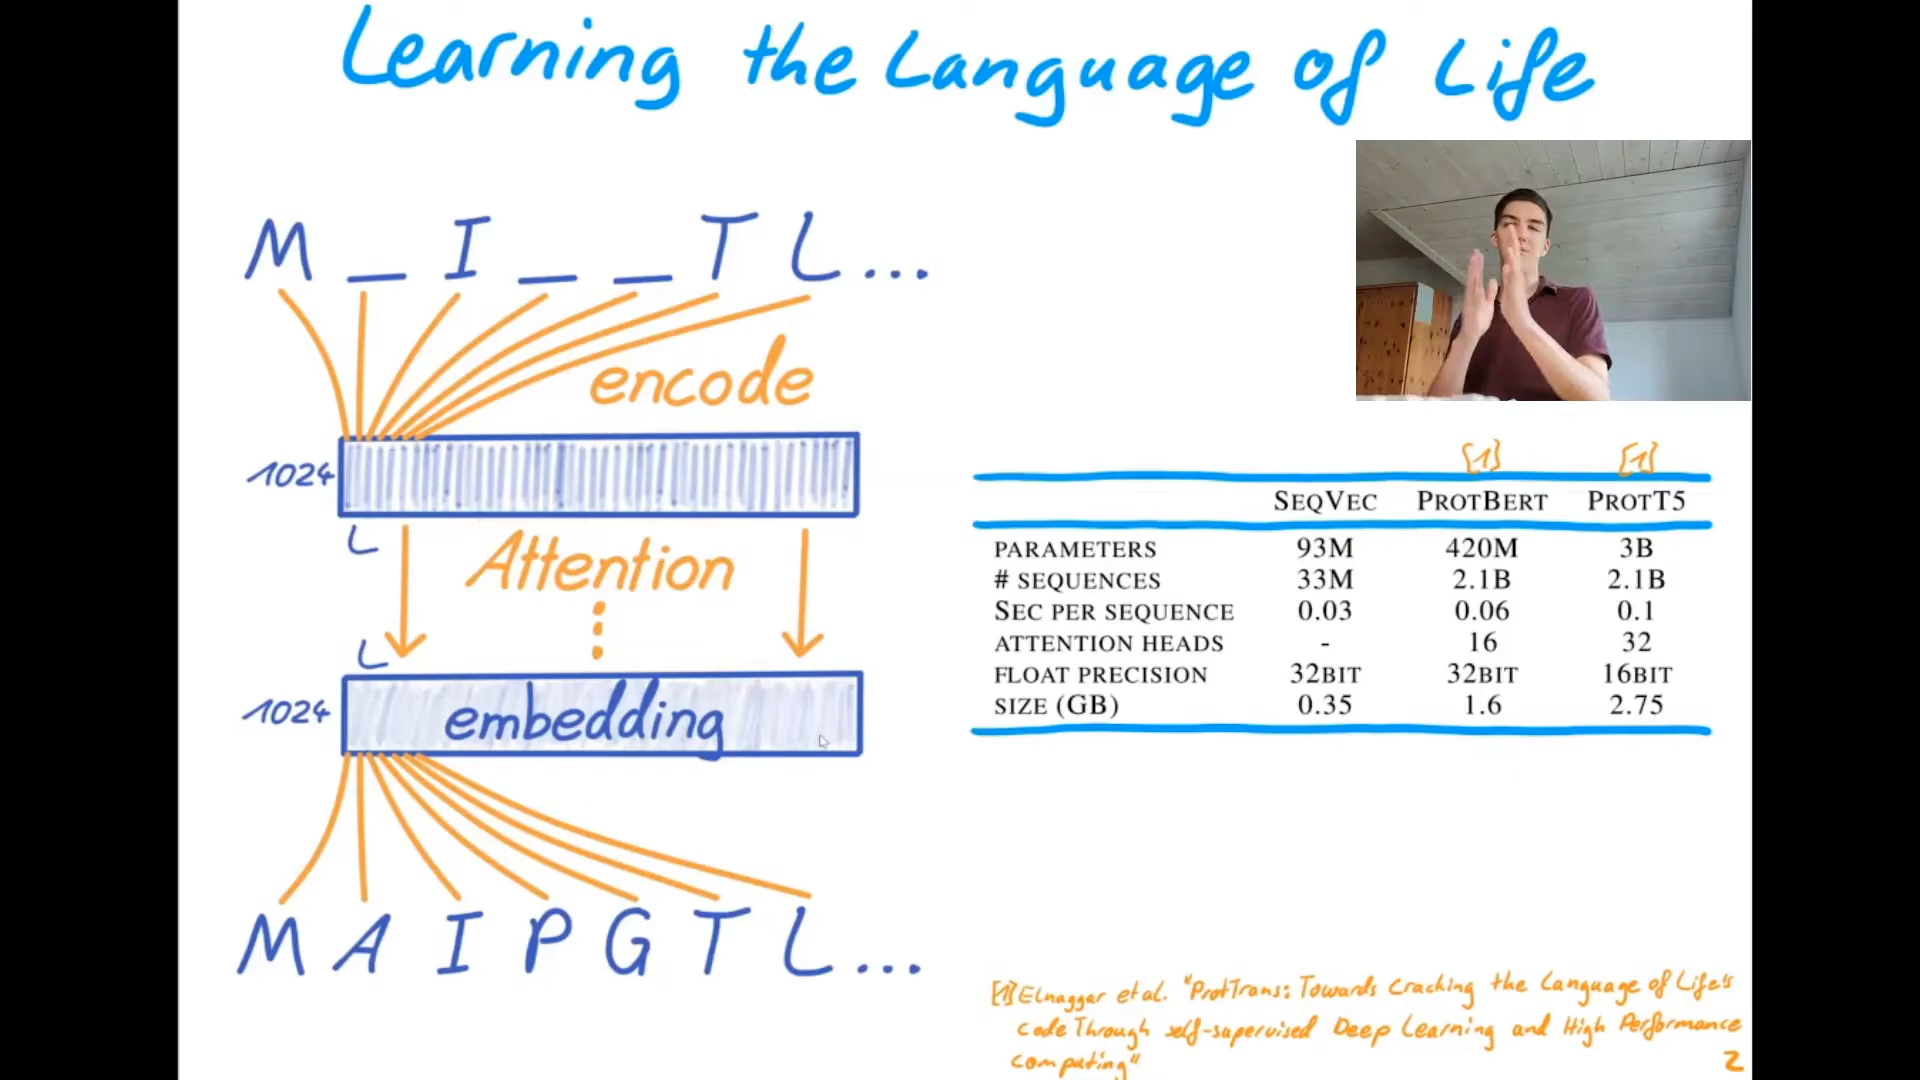 Learning the Language of Life
M _ I _ _ T L ...
encode
1024
L
Attention
L
1024
embedding
M A I P G T L ...
[1] [1]
SEQVEC PROTBERT PROTT5
PARAMETERS 93M 420M 3B
# SEQUENCES 33M 2.1B 2.1B
SEC PER SEQUENCE 0.03 0.06 0.1
ATTENTION HEADS - 16 32
FLOAT PRECISION 32BIT 32BIT 16BIT
SIZE (GB) 0.35 1.6 2.75
[1] Elnaggar et al. "ProtTrans: Towards Cracking the Language of Life's
Code Through self-supervised Deep Learning and High Performance
Computing"
2